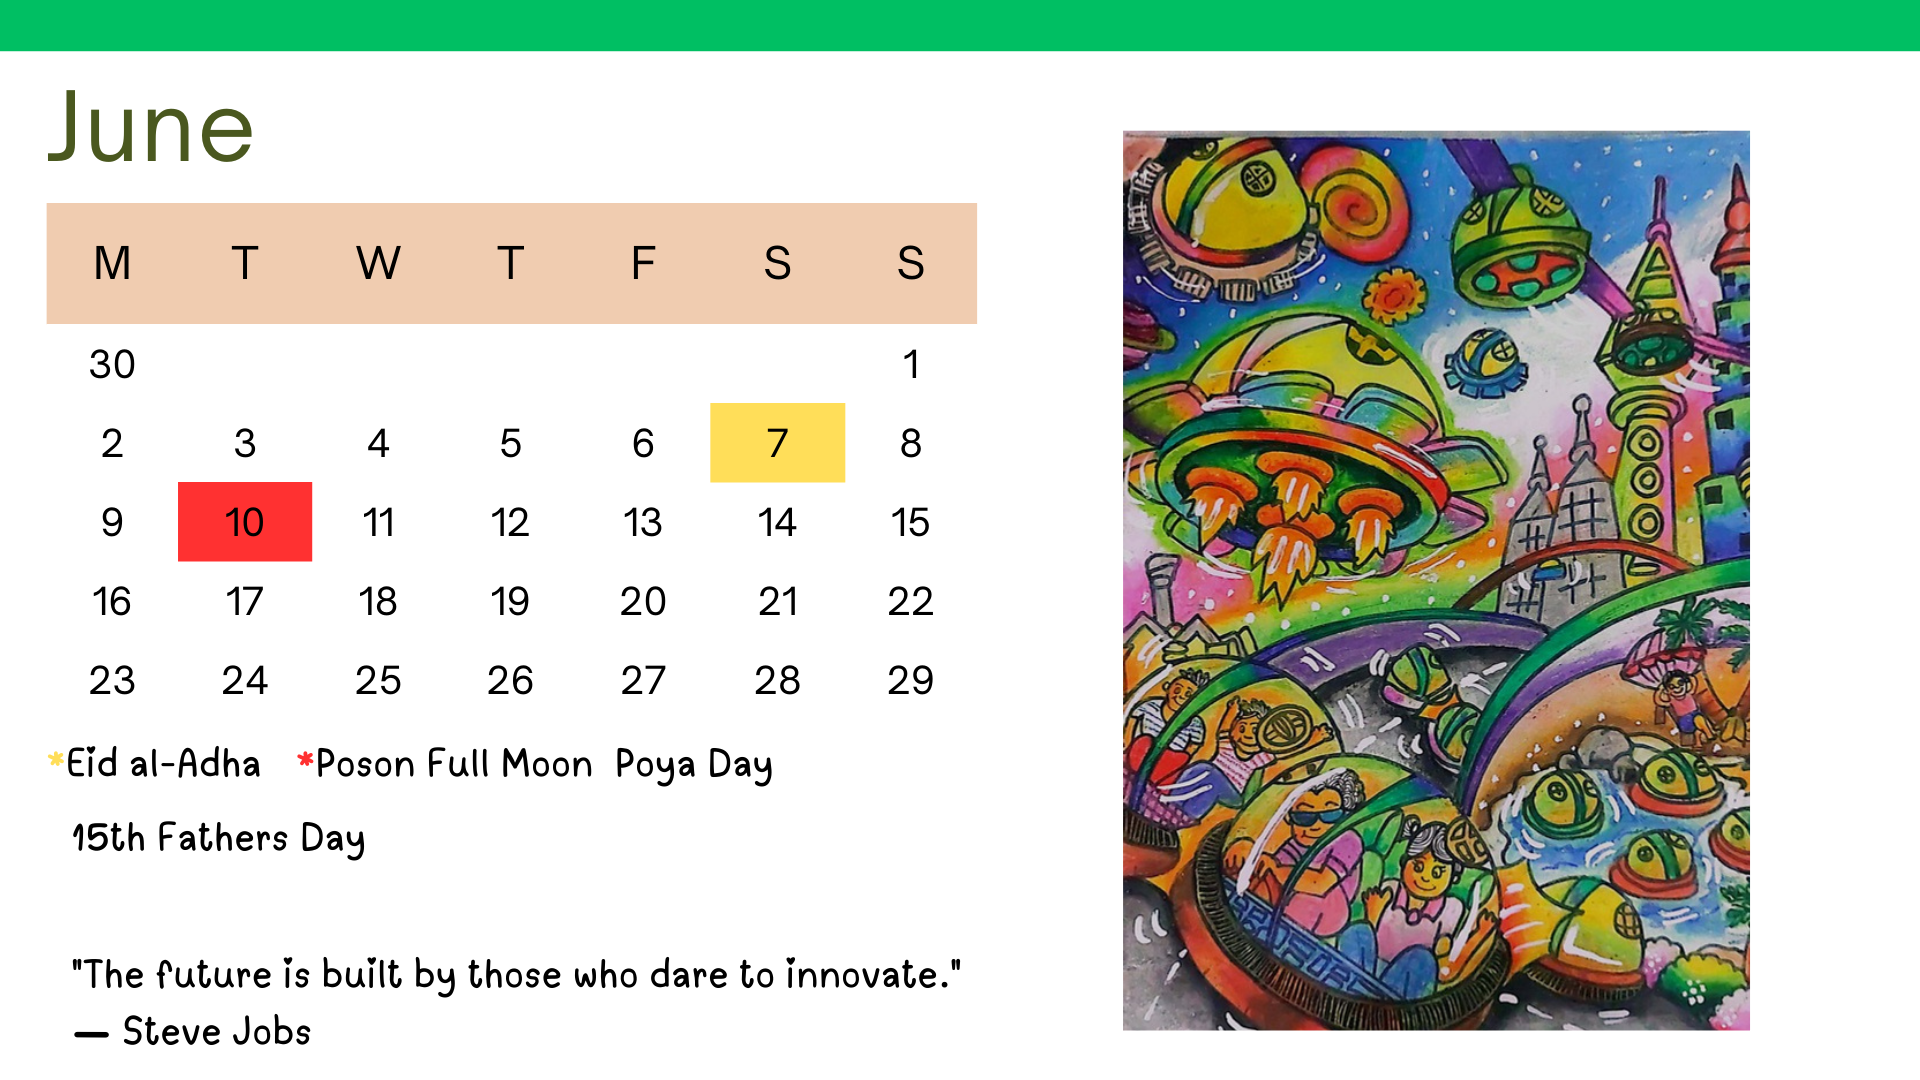 June
M T W T F S S
30 1
2 3 4 5 6 7 8
9 10 11 12 13 14 15
16 17 18 19 20 21 22
23 24 25 26 27 28 29
*Eid al-Adha *Poson Full Moon Poya Day
15th Fathers Day
"The future is built by those who dare to innovate."
— Steve Jobs